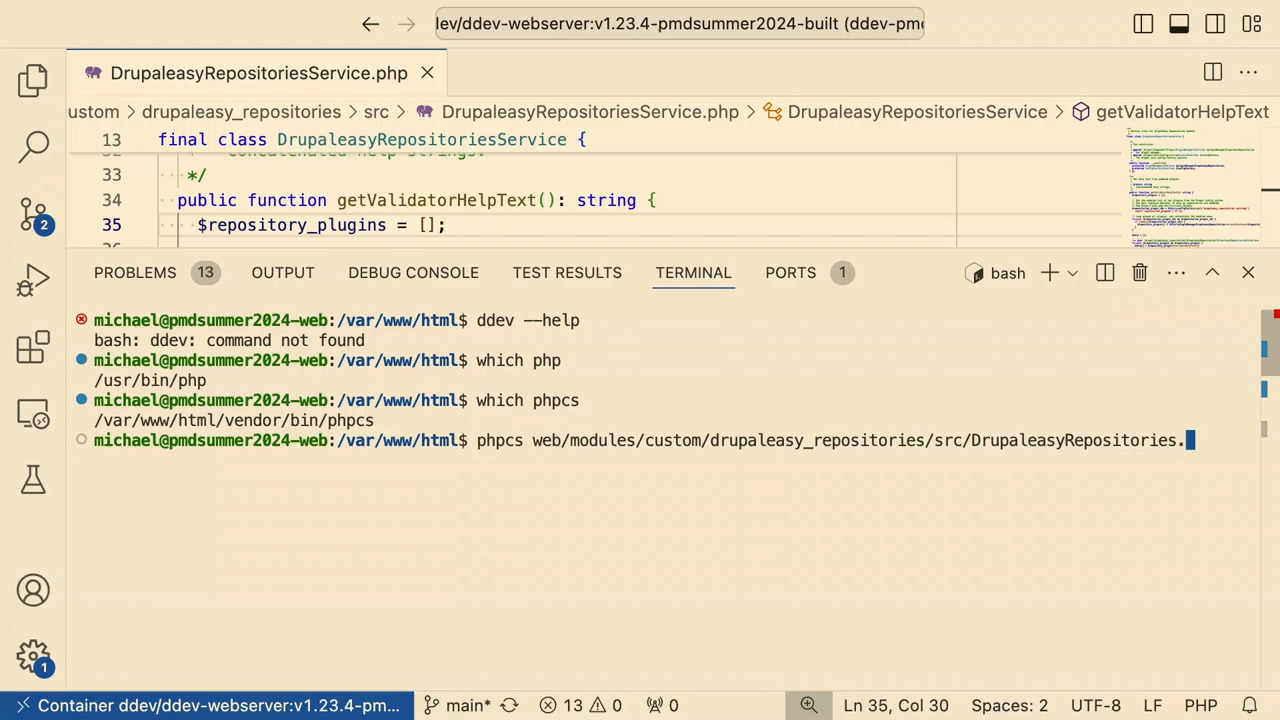 lev/ddev-webserver:v1.23.4-pmdsummer2024-built (ddev-pm
DrupaleasyRepositoriesService.php
custom > drupaleasy_repositories > src > DrupaleasyRepositoriesService.php > DrupaleasyRepositoriesService > getValidatorHelpText
13 final class DrupaleasyRepositoriesService {
33 */
34 public function getValidatorHelpText(): string {
35 $repository_plugins = [];
PROBLEMS 13 OUTPUT DEBUG CONSOLE TEST RESULTS TERMINAL PORTS 1 bash
michael@pmdsummer2024-web:/var/www/html$ ddev --help
bash: ddev: command not found
michael@pmdsummer2024-web:/var/www/html$ which php
/usr/bin/php
michael@pmdsummer2024-web:/var/www/html$ which phpcs
/var/www/html/vendor/bin/phpcs
michael@pmdsummer2024-web:/var/www/html$ phpcs web/modules/custom/drupaleasy_repositories/src/DrupaleasyRepositories.
2
1
Container ddev/ddev-webserver:v1.23.4-pm... main* 13 0 0 Ln 35, Col 30 Spaces: 2 UTF-8 LF PHP